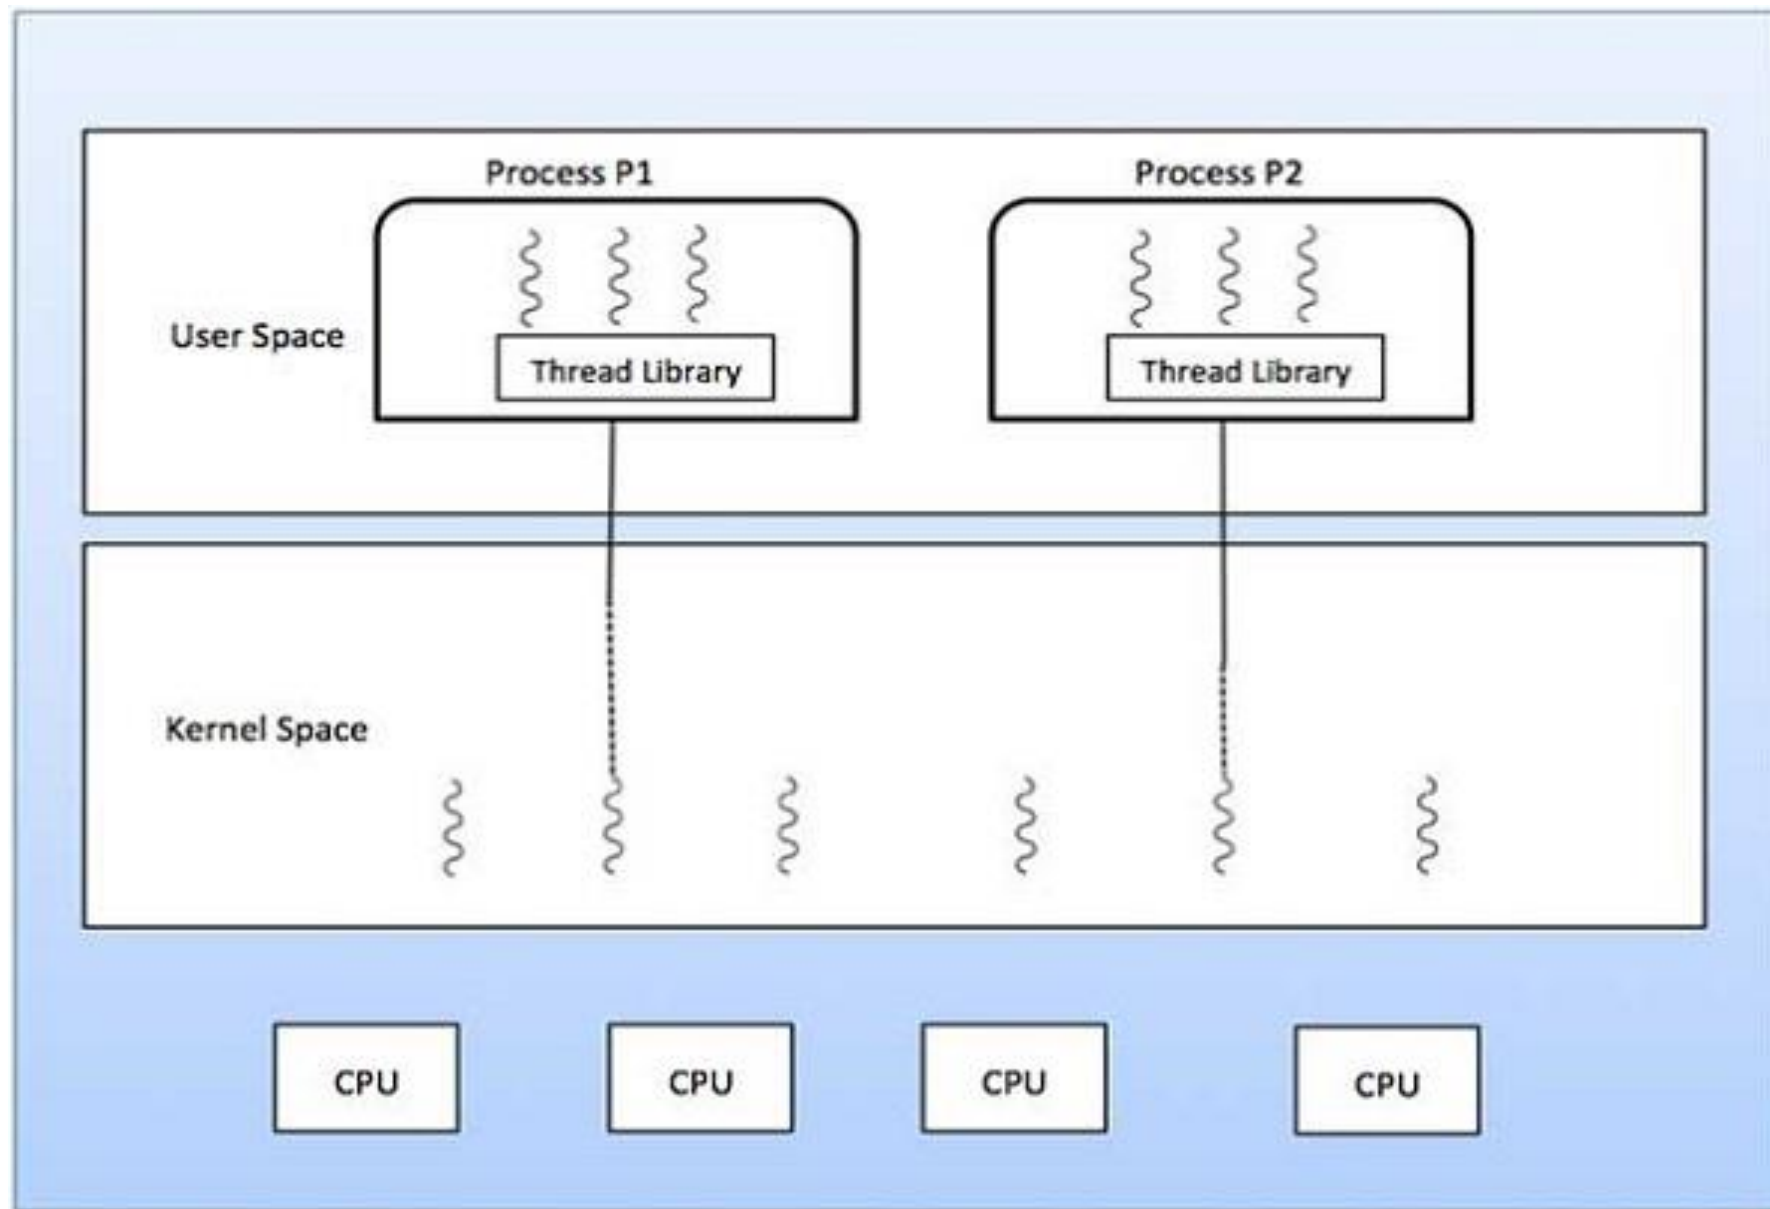 Process P1
Process P2
User Space
Thread Library
Thread Library
Kernel Space
CPU
CPU
CPU
CPU